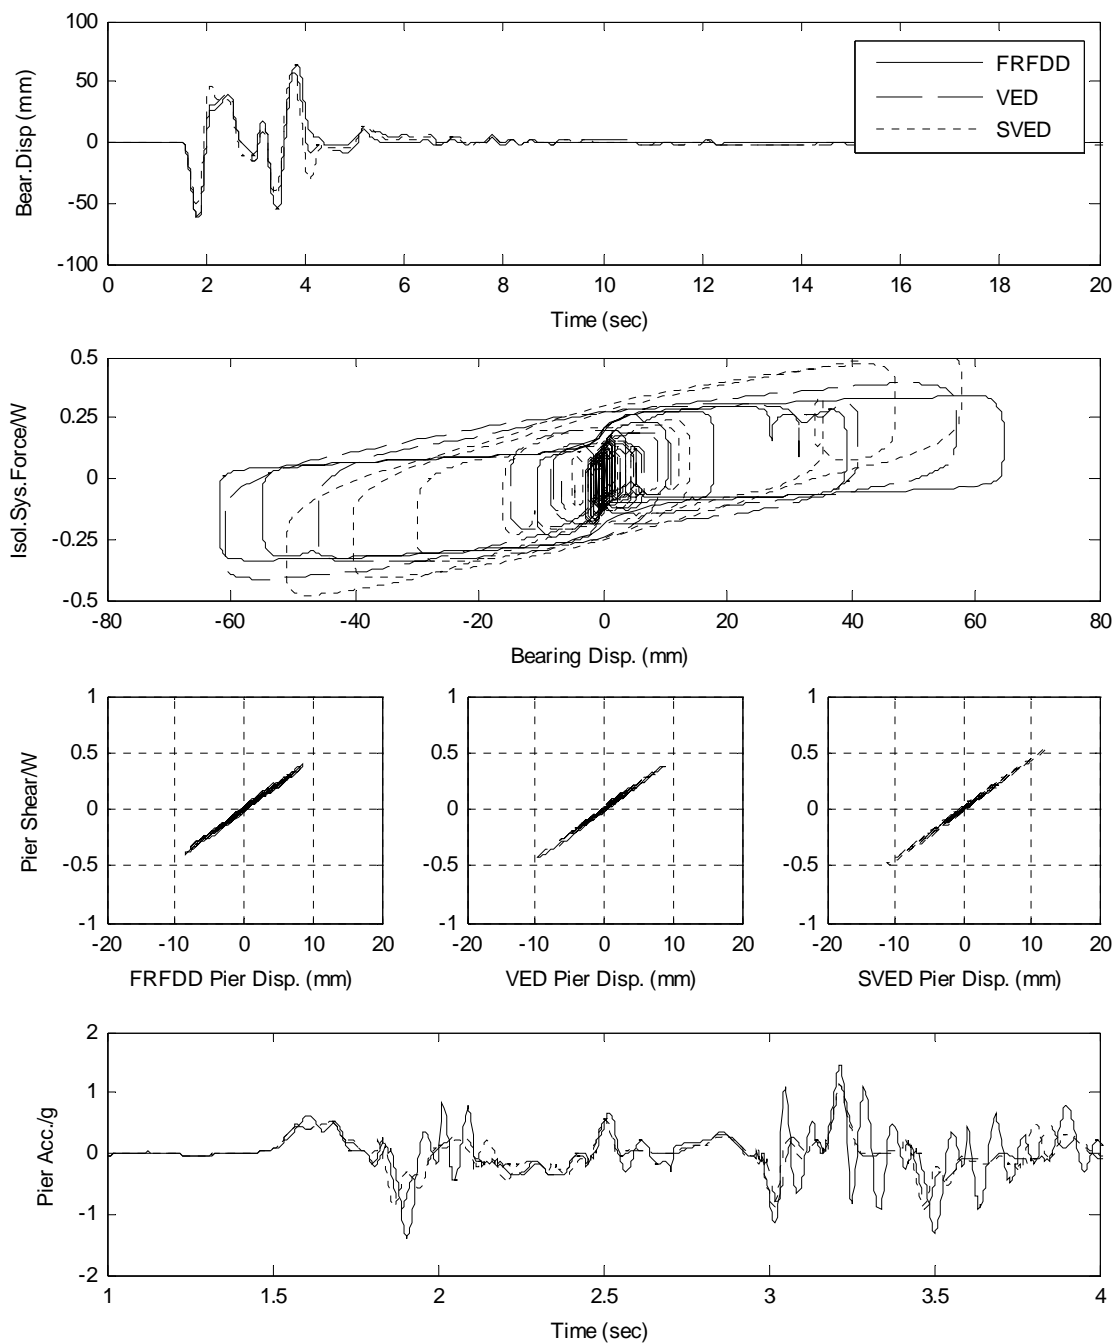 100
50
0
-50
-100
Bear.Disp (mm)
FRFDD
VED
SVED
0 2 4 6 8 10 12 14 16 18 20
Time (sec)
0.5
0.25
0
-0.25
-0.5
Isol.Sys.Force/W
-80 -60 -40 -20 0 20 40 60 80
Bearing Disp. (mm)
1
0.5
0
-0.5
-1
Pier Shear/W
-20 -10 0 10 20
FRFDD Pier Disp. (mm)
1
0.5
0
-0.5
-1
-20 -10 0 10 20
VED Pier Disp. (mm)
1
0.5
0
-0.5
-1
-20 -10 0 10 20
SVED Pier Disp. (mm)
2
1
0
-1
-2
Pier Acc./g
1 1.5 2 2.5 3 3.5 4
Time (sec)